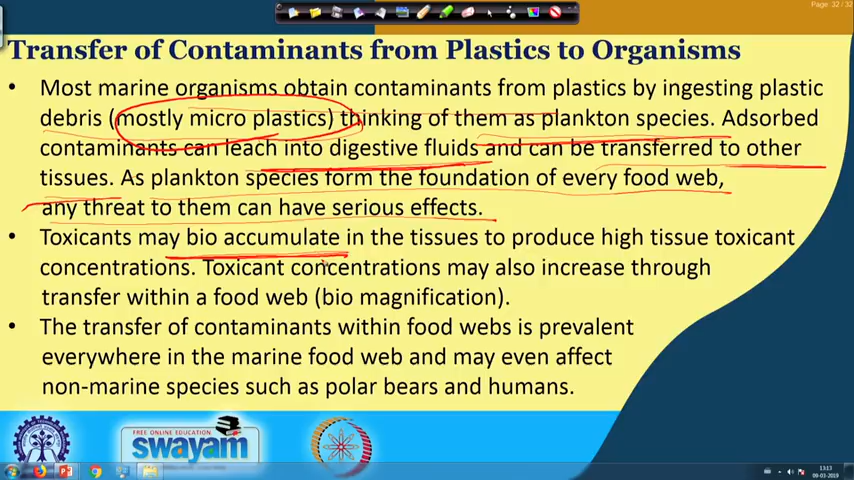 Page: 32 / 32
Transfer of Contaminants from Plastics to Organisms
• Most marine organisms obtain contaminants from plastics by ingesting plastic
debris (mostly micro plastics) thinking of them as plankton species. Adsorbed
contaminants can leach into digestive fluids and can be transferred to other
tissues. As plankton species form the foundation of every food web,
any threat to them can have serious effects.
• Toxicants may bio accumulate in the tissues to produce high tissue toxicant
concentrations. Toxicant concentrations may also increase through
transfer within a food web (bio magnification).
• The transfer of contaminants within food webs is prevalent
everywhere in the marine food web and may even affect
non-marine species such as polar bears and humans.
FREE ONLINE EDUCATION
swayam
13:13
09-03-2019